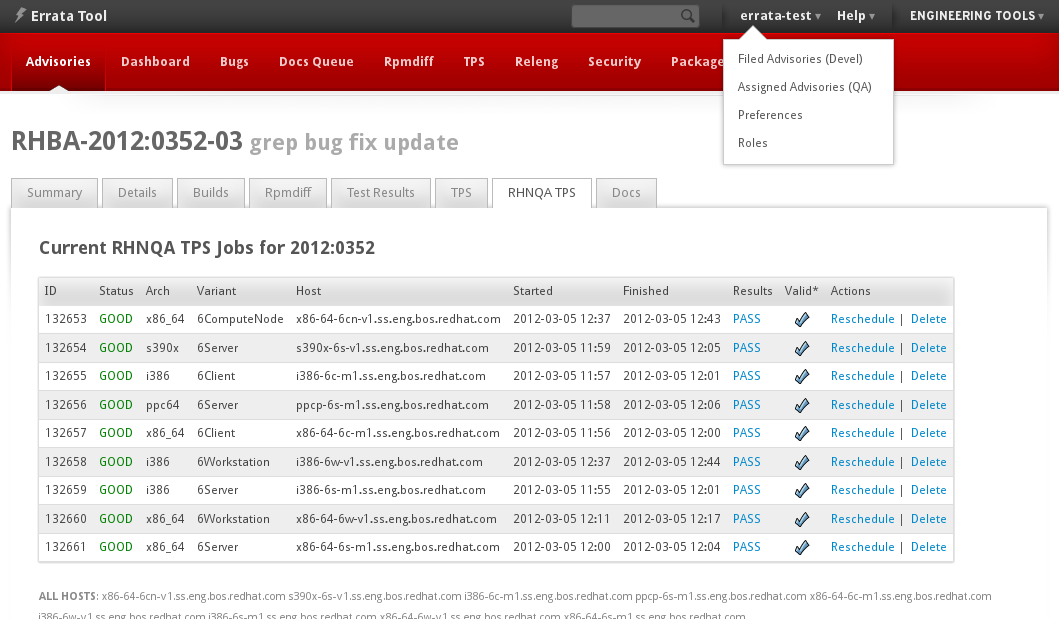 Errata Tool errata-test ▾ Help ▾ ENGINEERING TOOLS ▾
Advisories Dashboard Bugs Docs Queue Rpmdiff TPS Releng Security Package
Filed Advisories (Devel)
Assigned Advisories (QA)
Preferences
Roles
RHBA-2012:0352-03 grep bug fix update
Summary Details Builds Rpmdiff Test Results TPS RHNQA TPS Docs
Current RHNQA TPS Jobs for 2012:0352
ID Status Arch Variant Host Started Finished Results Valid* Actions
132653 GOOD x86_64 6ComputeNode x86-64-6cn-v1.ss.eng.bos.redhat.com 2012-03-05 12:37 2012-03-05 12:43 PASS Reschedule | Delete
132654 GOOD s390x 6Server s390x-6s-v1.ss.eng.bos.redhat.com 2012-03-05 11:59 2012-03-05 12:05 PASS Reschedule | Delete
132655 GOOD i386 6Client i386-6c-m1.ss.eng.bos.redhat.com 2012-03-05 11:57 2012-03-05 12:01 PASS Reschedule | Delete
132656 GOOD ppc64 6Server ppcp-6s-m1.ss.eng.bos.redhat.com 2012-03-05 11:58 2012-03-05 12:06 PASS Reschedule | Delete
132657 GOOD x86_64 6Client x86-64-6c-m1.ss.eng.bos.redhat.com 2012-03-05 11:56 2012-03-05 12:00 PASS Reschedule | Delete
132658 GOOD i386 6Workstation i386-6w-v1.ss.eng.bos.redhat.com 2012-03-05 12:37 2012-03-05 12:44 PASS Reschedule | Delete
132659 GOOD i386 6Server i386-6s-m1.ss.eng.bos.redhat.com 2012-03-05 11:55 2012-03-05 12:01 PASS Reschedule | Delete
132660 GOOD x86_64 6Workstation x86-64-6w-v1.ss.eng.bos.redhat.com 2012-03-05 12:11 2012-03-05 12:17 PASS Reschedule | Delete
132661 GOOD x86_64 6Server x86-64-6s-m1.ss.eng.bos.redhat.com 2012-03-05 12:00 2012-03-05 12:04 PASS Reschedule | Delete
ALL HOSTS: x86-64-6cn-v1.ss.eng.bos.redhat.com s390x-6s-v1.ss.eng.bos.redhat.com i386-6c-m1.ss.eng.bos.redhat.com ppcp-6s-m1.ss.eng.bos.redhat.com x86-64-6c-m1.ss.eng.bos.redhat.com
i386-6w-v1.ss.eng.bos.redhat.com i386-6s-m1.ss.eng.bos.redhat.com x86-64-6w-v1.ss.eng.bos.redhat.com x86-64-6s-m1.ss.eng.bos.redhat.com